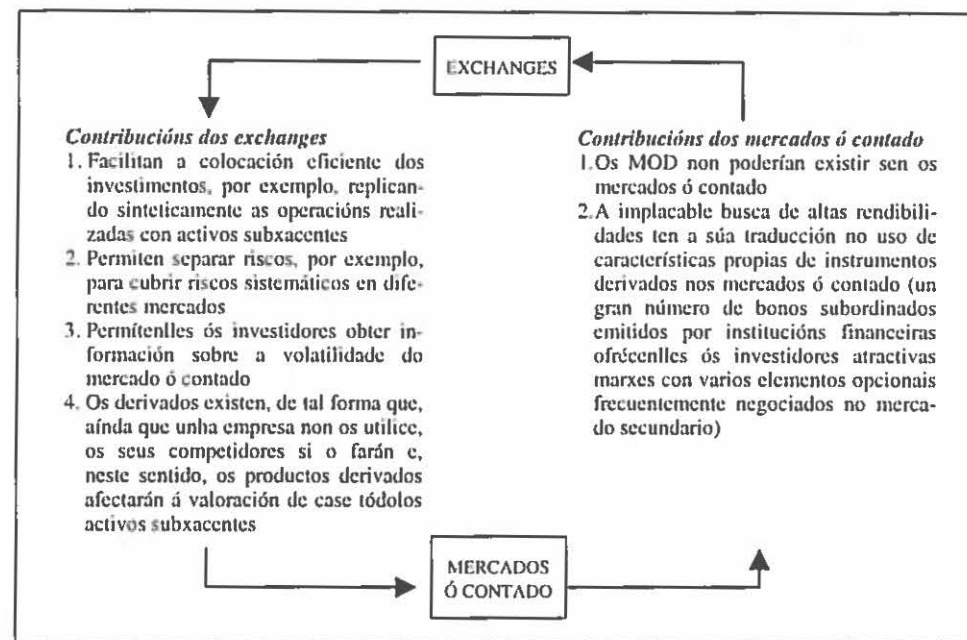 EXCHANGES
Contribucións dos exchanges
1. Facilitan a colocación eficiente dos
investimentos, por exemplo, replican-
do sinteticamente as operacións reali-
zadas con activos subxacentes
2. Permiten separar riscos, por exemplo,
para cubrir riscos sistemáticos en dife-
rentes mercados
3. Permítenlles ós investidores obter in-
formación sobre a volatilidade do
mercado ó contado
4. Os derivados existen, de tal forma que,
aínda que unha empresa non os utilice,
os seus competidores si o farán e,
neste sentido, os productos derivados
afectarán á valoración de case tódolos
activos subxacentes
Contribucións dos mercados ó contado
1. Os MOD non poderían existir sen os
mercados ó contado
2. A implacable busca de altas rendibili-
dades ten a súa traducción no uso de
características propias de instrumentos
derivados nos mercados ó contado (un
gran número de bonos subordinados
emitidos por institucións financeiras
ofrécenlles ós investidores atractivas
marxes con varios elementos opcionais
frecuentemente negociados no merca-
do secundario)
MERCADOS
Ó CONTADO